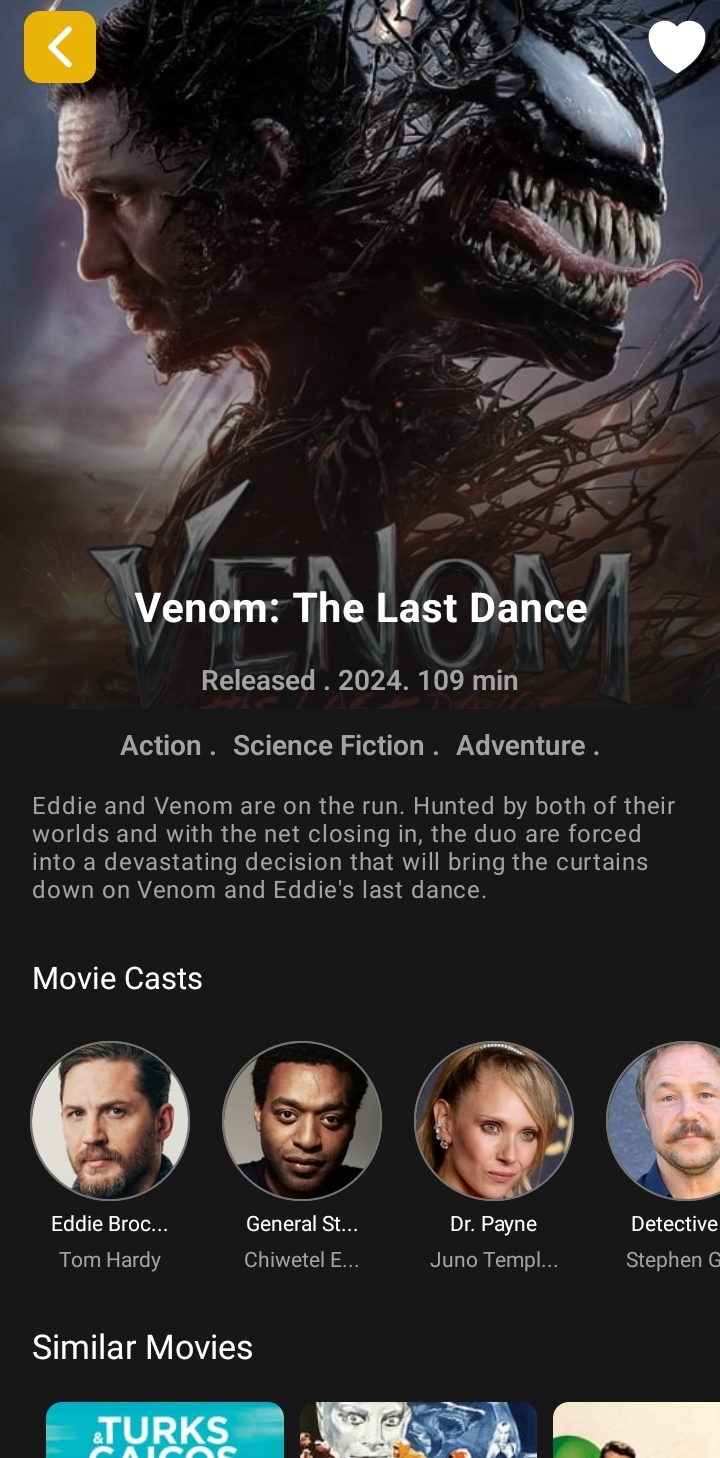 VENOM
Venom: The Last Dance
Released . 2024. 109 min
THE LAST DANCE
Action .  Science Fiction .  Adventure .
Eddie and Venom are on the run. Hunted by both of their
worlds and with the net closing in, the duo are forced
into a devastating decision that will bring the curtains
down on Venom and Eddie's last dance.
Movie Casts
Eddie Broc...
General St...
Dr. Payne
Detective
Tom Hardy
Chiwetel E...
Juno Templ...
Stephen G
Similar Movies
&TURKS
CAICOS